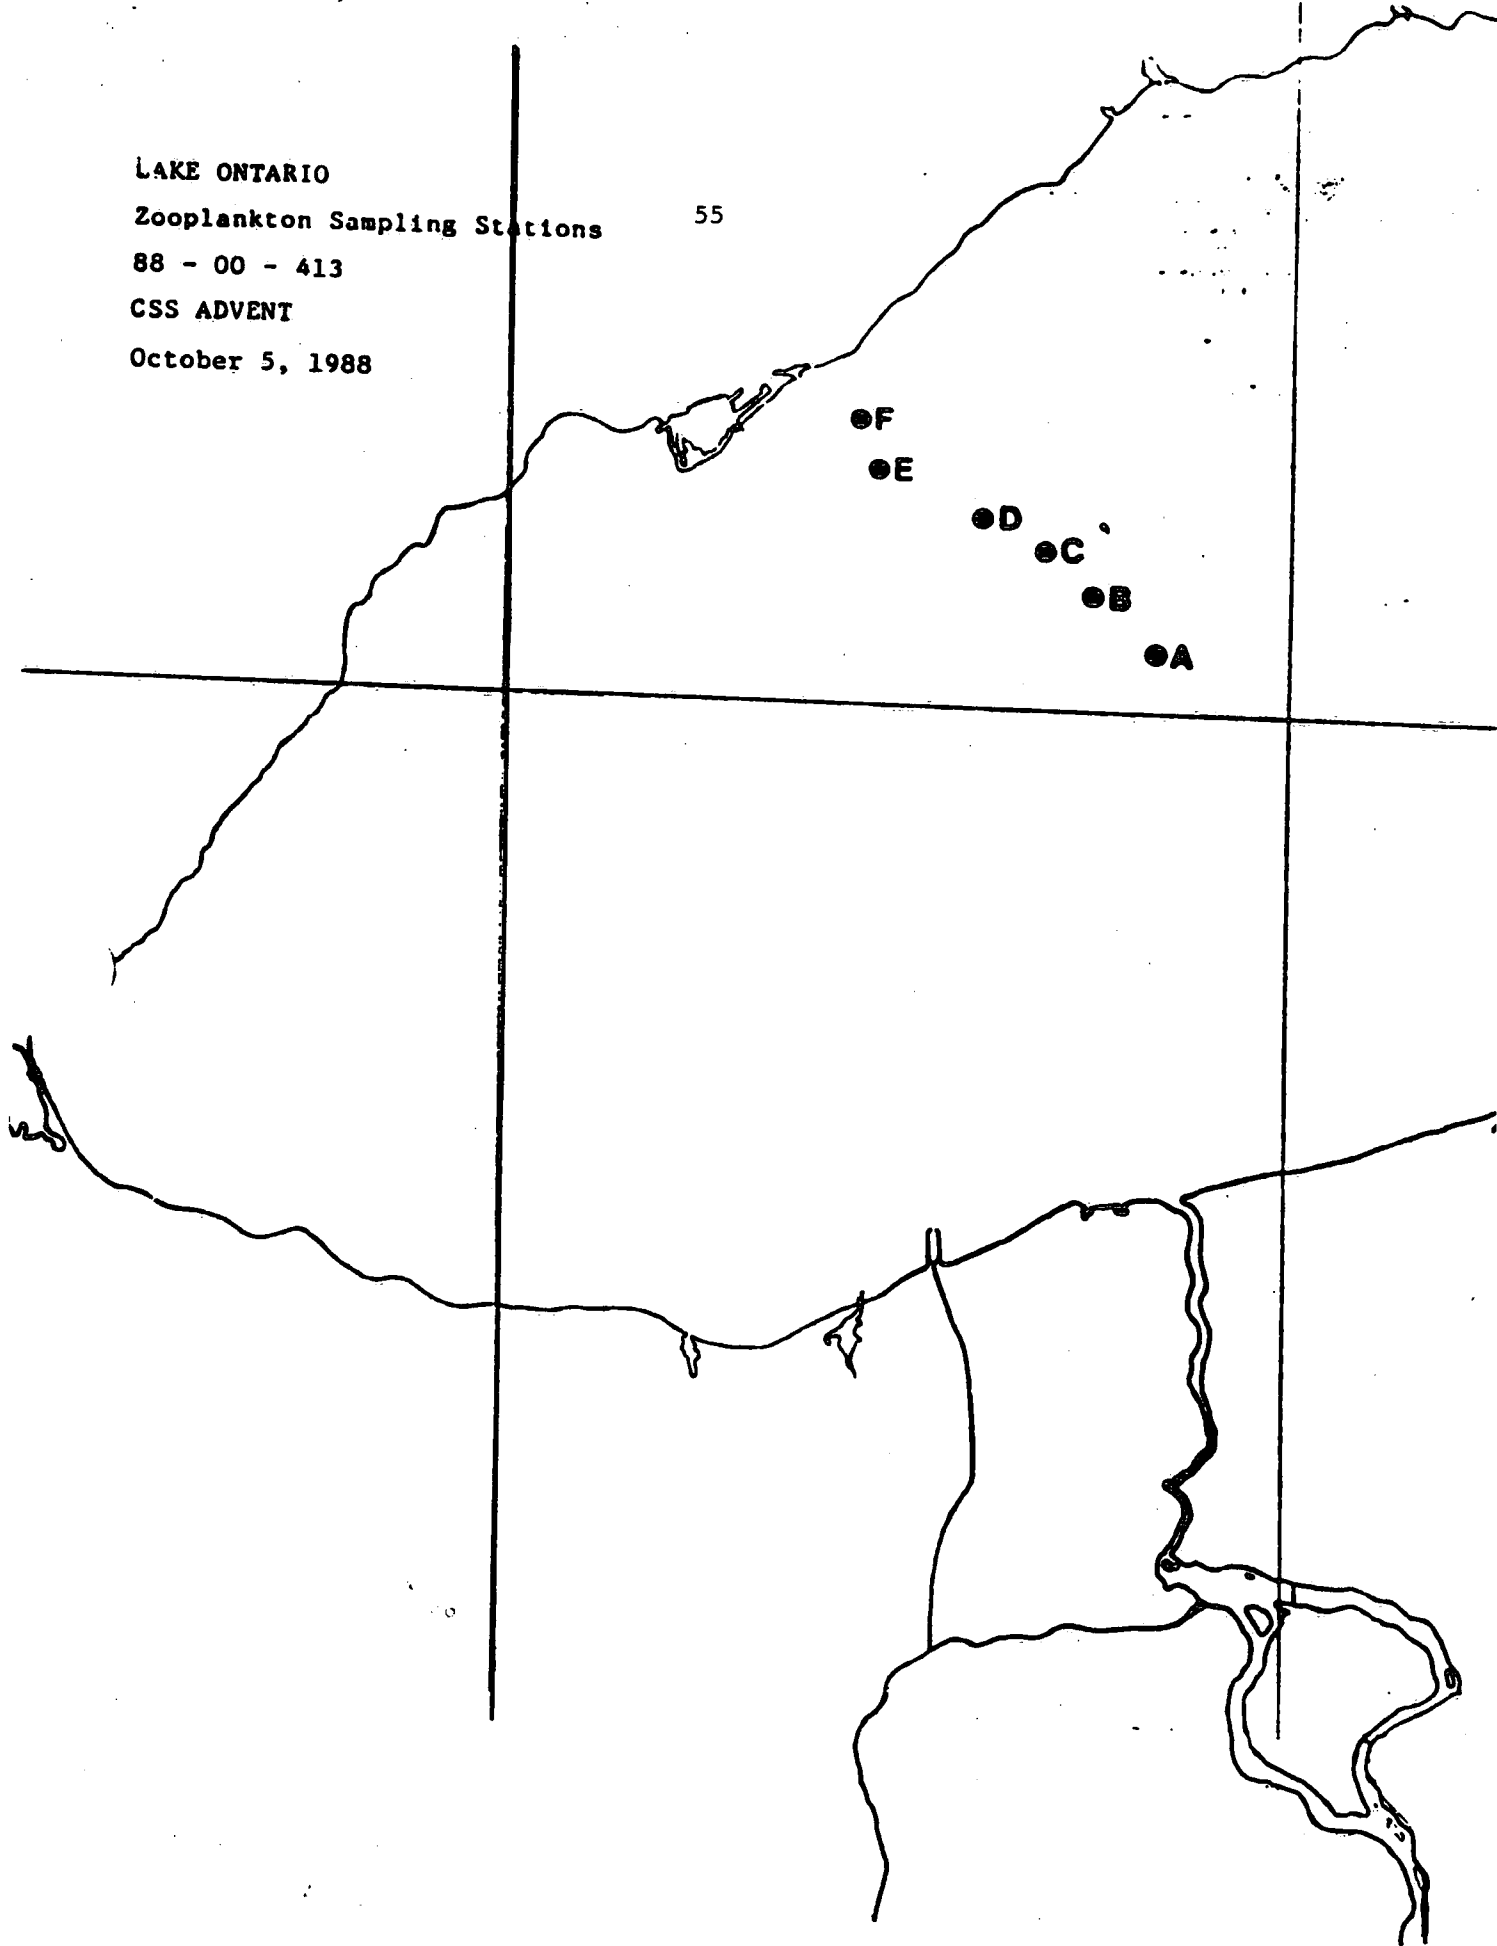 LAKE ONTARIO
Zooplankton Sampling Stations
55
88 - 00 - 413
CSS ADVENT
October 5, 1988
F
E
D
C
B
A